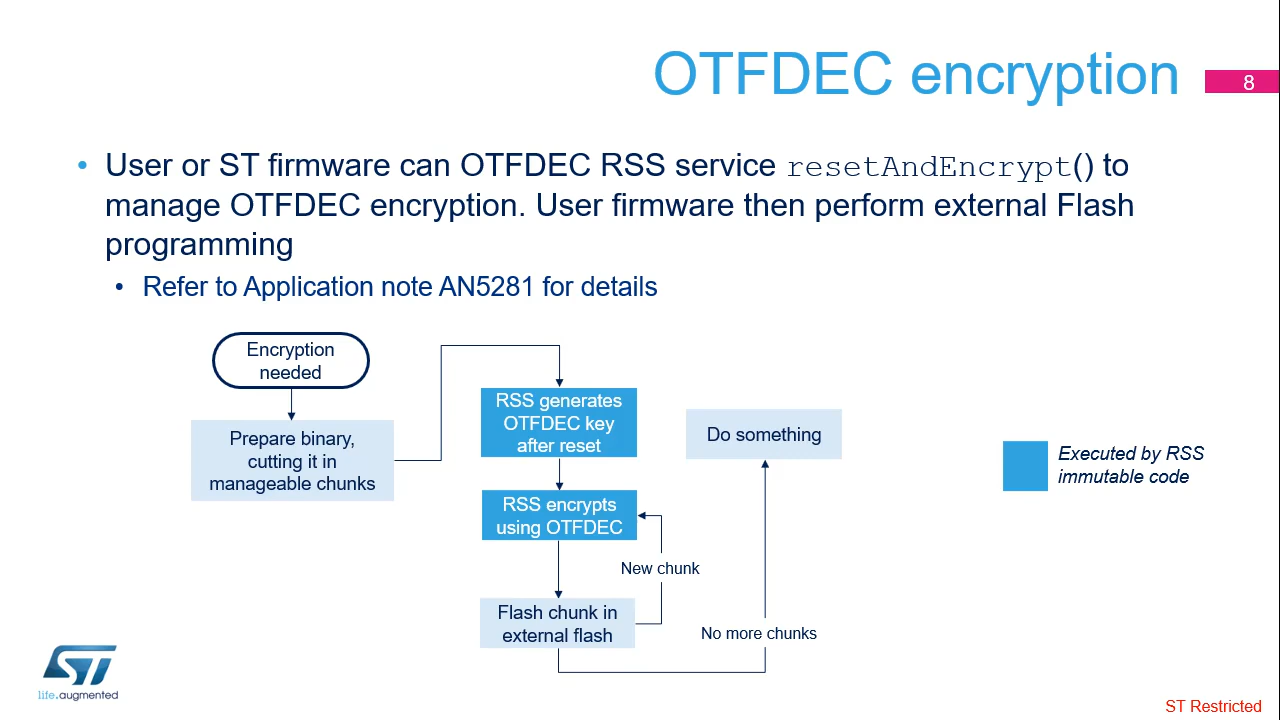 OTFDEC encryption
8
• User or ST firmware can OTFDEC RSS service resetAndEncrypt() to
manage OTFDEC encryption. User firmware then perform external Flash
programming
• Refer to Application note AN5281 for details
Encryption
needed
Prepare binary,
cutting it in
manageable chunks
RSS generates
OTFDEC key
after reset
RSS encrypts
using OTFDEC
New chunk
Flash chunk in
external flash
No more chunks
Do something
Executed by RSS
immutable code
ST
life.augmented
ST Restricted